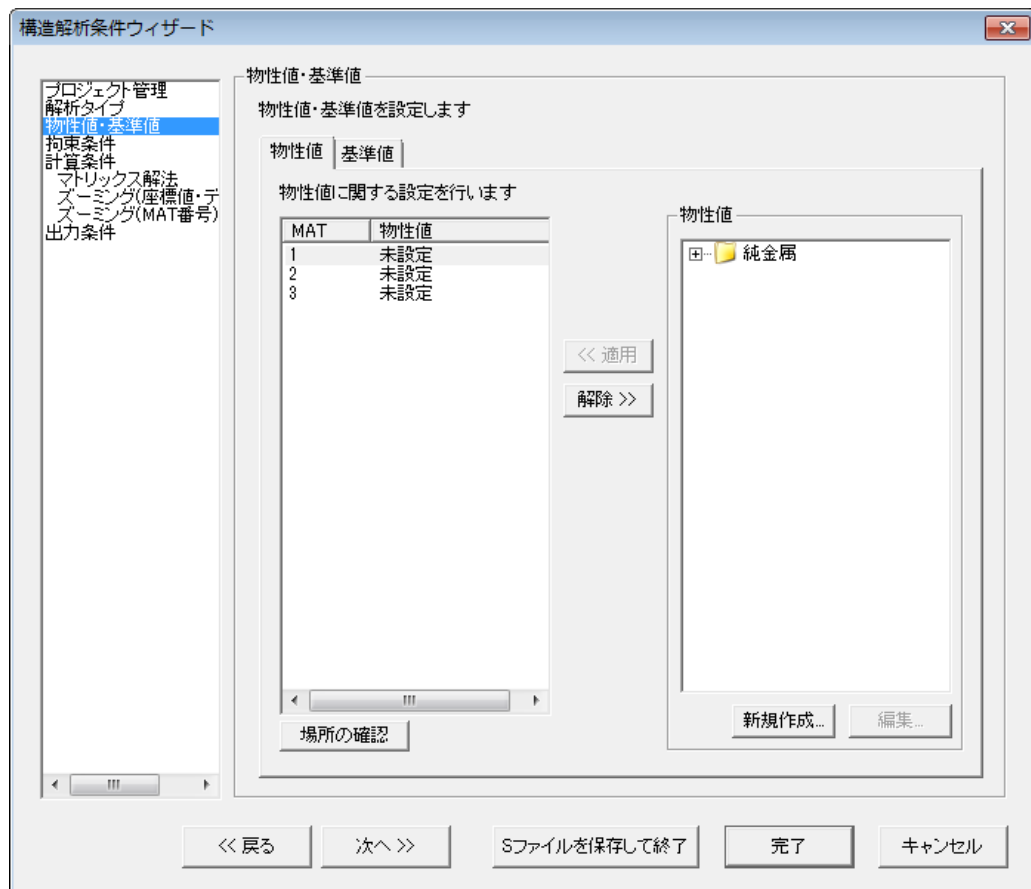 構造解析条件ウィザード
プロジェクト管理
解析タイプ
物性値・基準値
拘束条件
計算条件
マトリックス解法
ズーミング(座標値・デ
ズーミング(MAT番号)
出力条件
物性値・基準値
物性値・基準値を設定します
物性値 基準値
物性値に関する設定を行います
MAT 物性値
1 未設定
2 未設定
3 未設定
<< 適用
解除 >>
物性値
純金属
場所の確認
新規作成... 編集...
<< 戻る 次へ >> Sファイルを保存して終了 完了 キャンセル